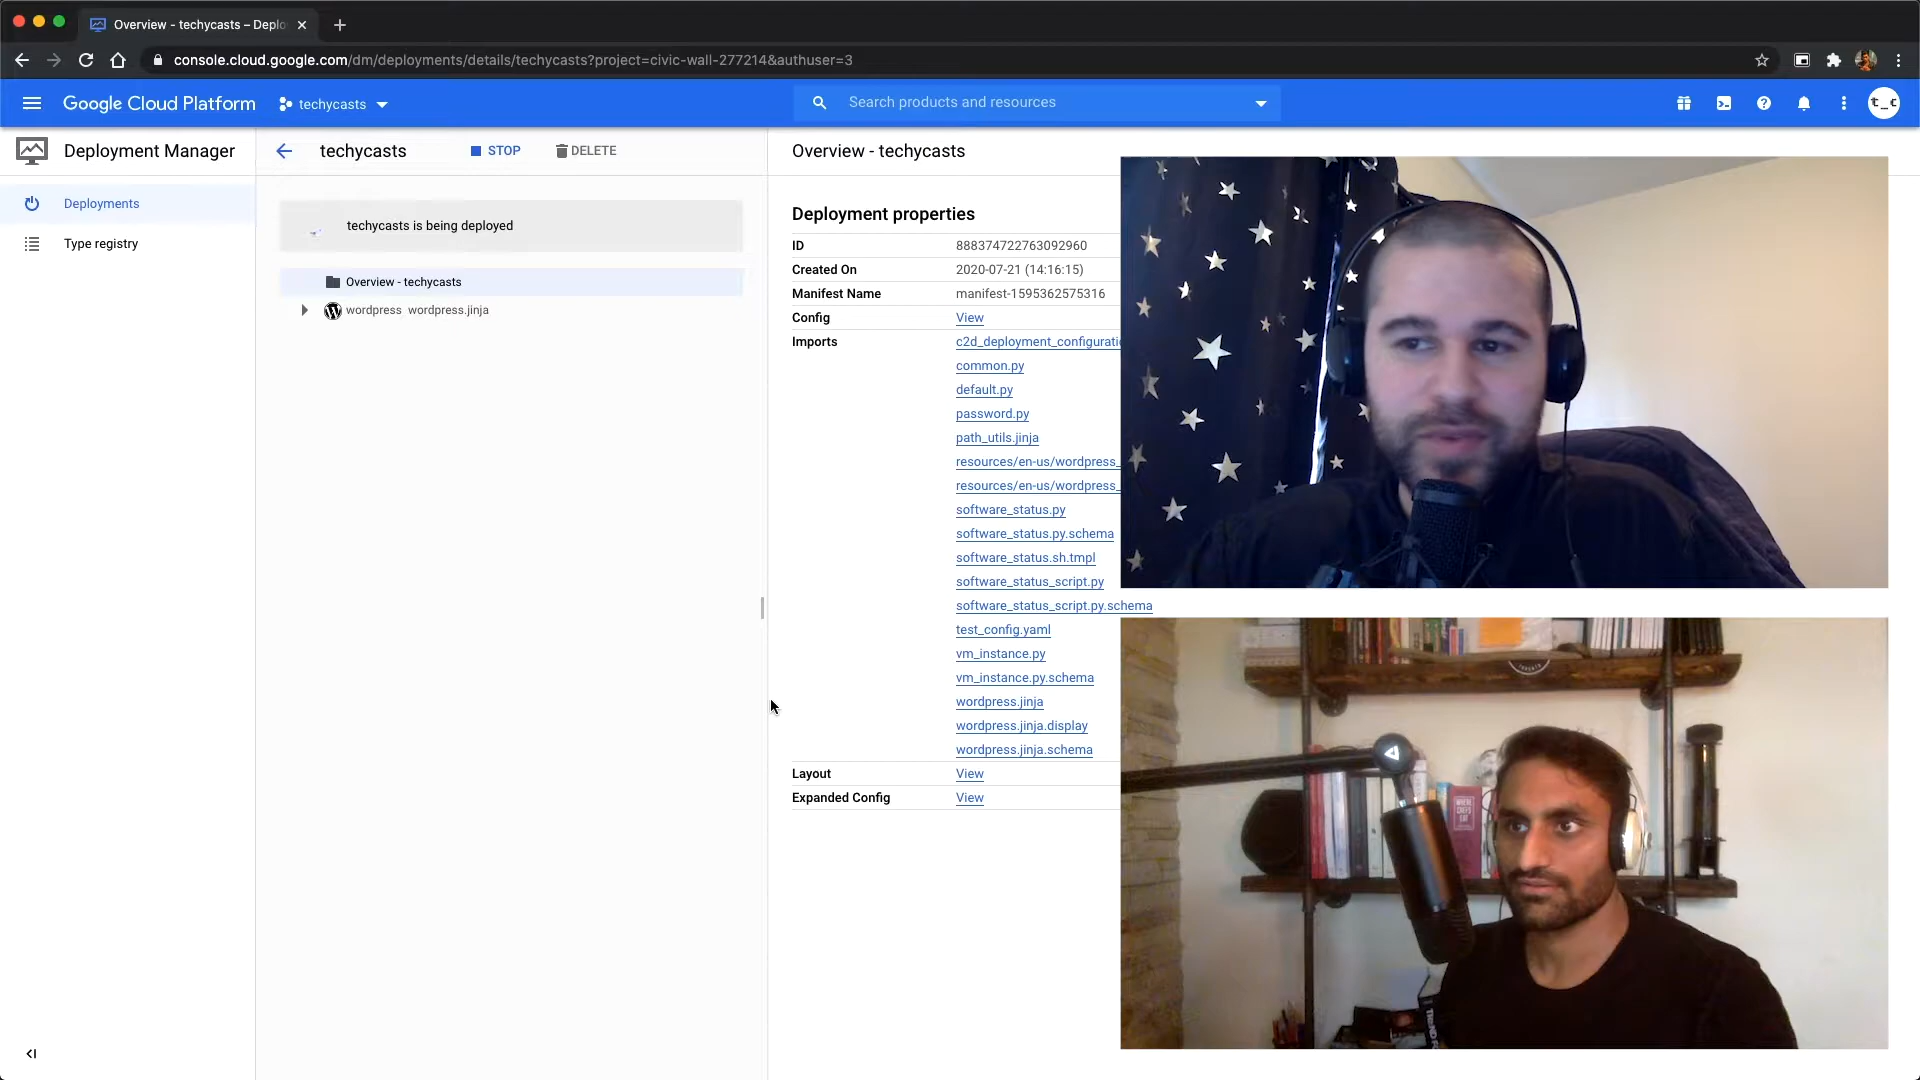 Overview - techycasts – Deplo
console.cloud.google.com/dm/deployments/details/techycasts?project=civic-wall-277214&authuser=3
Google Cloud Platform
techycasts
Search products and resources
t_c
Deployment Manager
techycasts
STOP
DELETE
Overview - techycasts
Deployments
Type registry
techycasts is being deployed
Overview - techycasts
wordpress wordpress.jinja
Deployment properties
ID 888374722763092960
Created On 2020-07-21 (14:16:15)
Manifest Name manifest-1595362575316
Config View
Imports c2d_deployment_configurati
common.py
default.py
password.py
path_utils.jinja
resources/en-us/wordpress_
resources/en-us/wordpress_
software_status.py
software_status.py.schema
software_status.sh.tmpl
software_status_script.py
software_status_script.py.schema
test_config.yaml
vm_instance.py
vm_instance.py.schema
wordpress.jinja
wordpress.jinja.display
wordpress.jinja.schema
Layout View
Expanded Config View
WHERE
CHEFS
EAT